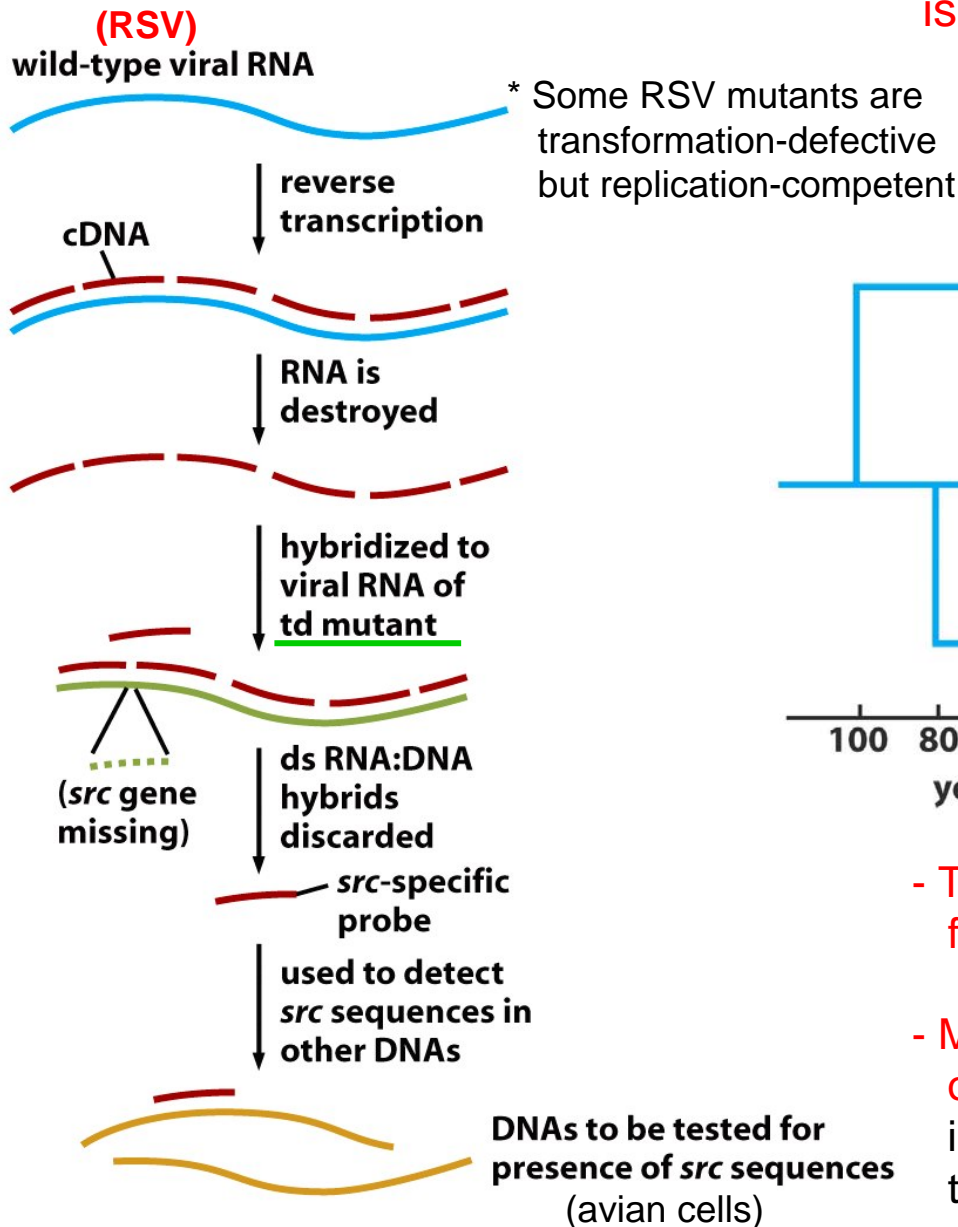 (RSV)
wild-type viral RNA
* Some RSV mutants are
transformation-defective
but replication-competent
reverse
transcription
cDNA
RNA is
destroyed
hybridized to
viral RNA of
td mutant
(src gene
missing)
ds RNA:DNA
hybrids
discarded
src-specific
probe
used to detect
src sequences in
other DNAs
DNAs to be tested for
presence of src sequences
(avian cells)
100 80